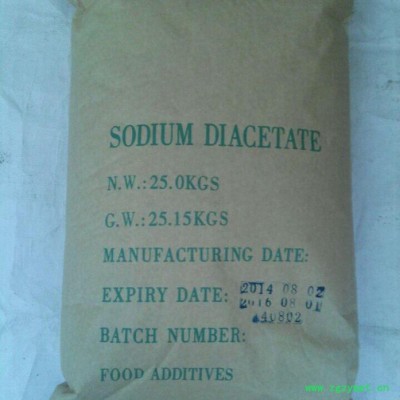 SODIUM DIACETATE
N.W.:25.0KGS
G.W.:25.15KGS
MANUFACTURING DATE:
EXPIRY DATE: 2014 08 02
2016 08 01
BATCH NUMBER:
FOOD ADDITIVES